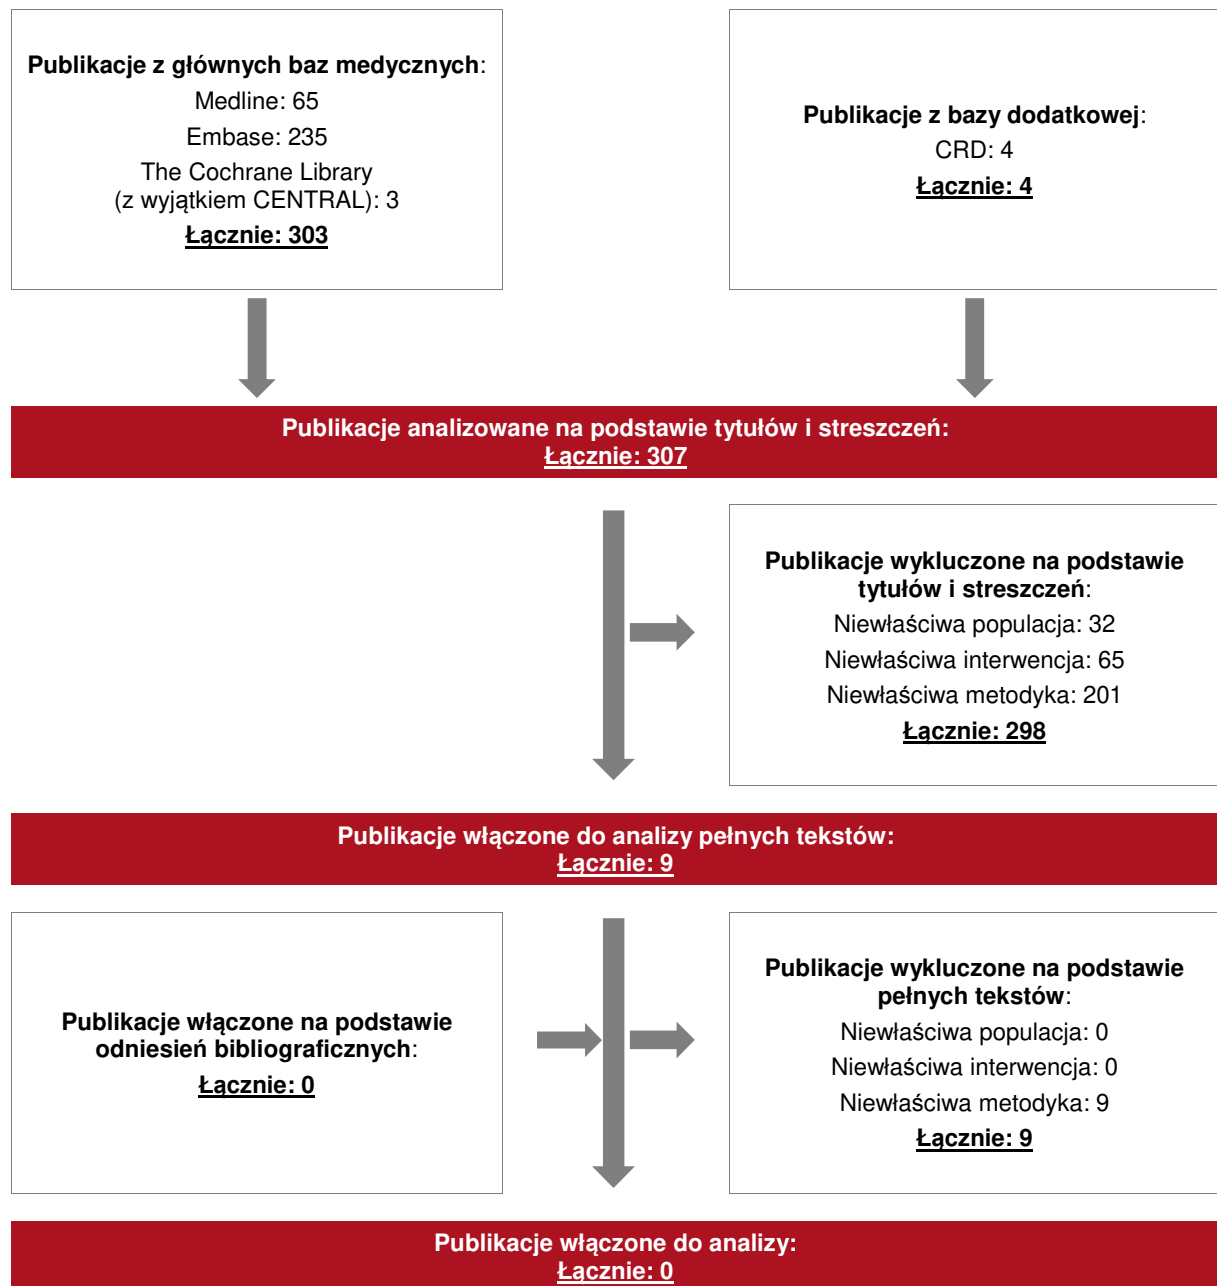 Publikacje z głównych baz medycznych:
Medline: 65
Embase: 235
The Cochrane Library
(z wyjątkiem CENTRAL): 3
Łącznie: 303
Publikacje z bazy dodatkowej:
CRD: 4
Łącznie: 4
Publikacje analizowane na podstawie tytułów i streszczeń:
Łącznie: 307
Publikacje wykluczone na podstawie
tytułów i streszczeń:
Niewłaściwa populacja: 32
Niewłaściwa interwencja: 65
Niewłaściwa metodyka: 201
Łącznie: 298
Publikacje włączone do analizy pełnych tekstów:
Łącznie: 9
Publikacje włączone na podstawie
odniesień bibliograficznych:
Łącznie: 0
Publikacje wykluczone na podstawie
pełnych tekstów:
Niewłaściwa populacja: 0
Niewłaściwa interwencja: 0
Niewłaściwa metodyka: 9
Łącznie: 9
Publikacje włączone do analizy:
Łącznie: 0